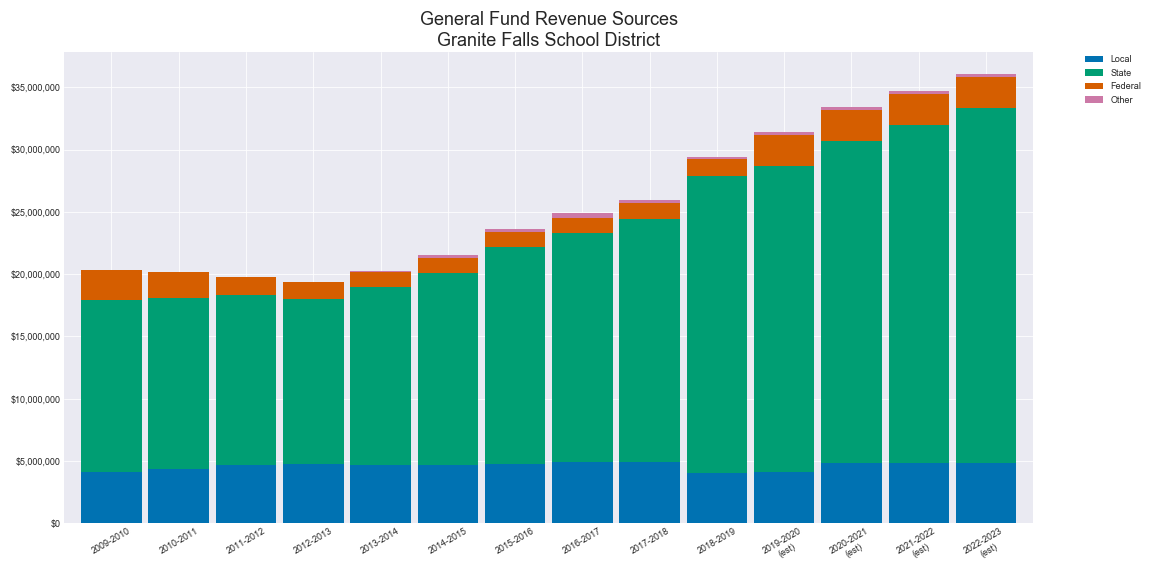 General Fund Revenue Sources
Granite Falls School District
Local
State
Federal
Other
$35,000,000
$30,000,000
$25,000,000
$20,000,000
$15,000,000
$10,000,000
$5,000,000
$0
2009-2010
2010-2011
2011-2012
2012-2013
2013-2014
2014-2015
2015-2016
2016-2017
2017-2018
2018-2019
2019-2020
(est)
2020-2021
(est)
2021-2022
(est)
2022-2023
(est)